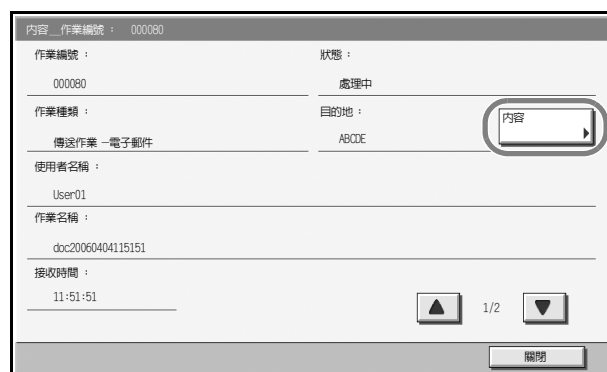 內容__作業編號： 000080
作業編號：
000080
狀態：
處理中
作業種類：
傳送作業 －電子郵件
目的地：
ABCDE
內容
使用者名稱：
User01
作業名稱：
doc20060404115151
接收時間：
11:51:51
1/2
關閉